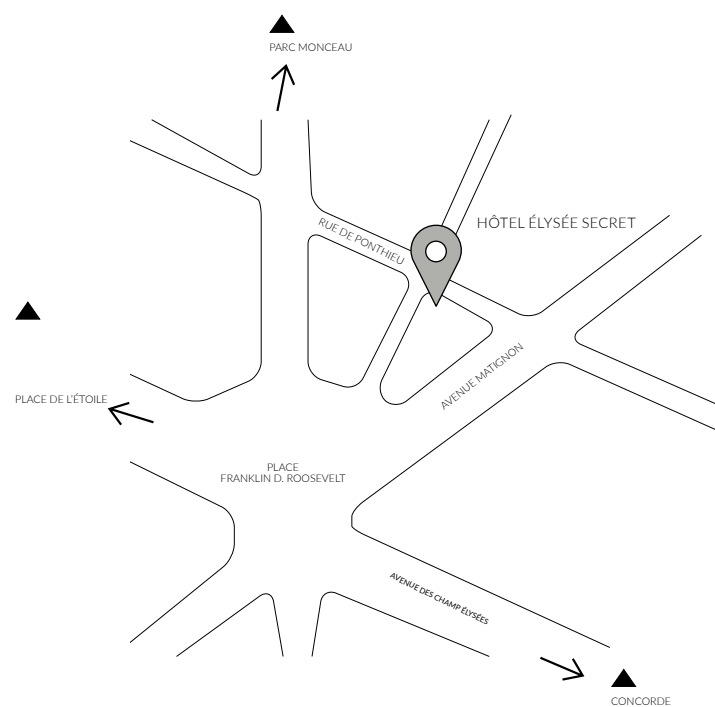 PARC MONCEAU
HÔTEL ÉLYSÉE SECRET
RUE DE PONTHIEU
AVENUE MATIGNON
PLACE DE L'ÉTOILE
PLACE
FRANKLIN D. ROOSEVELT
AVENUE DES CHAMP ÉLYSÉES
CONCORDE